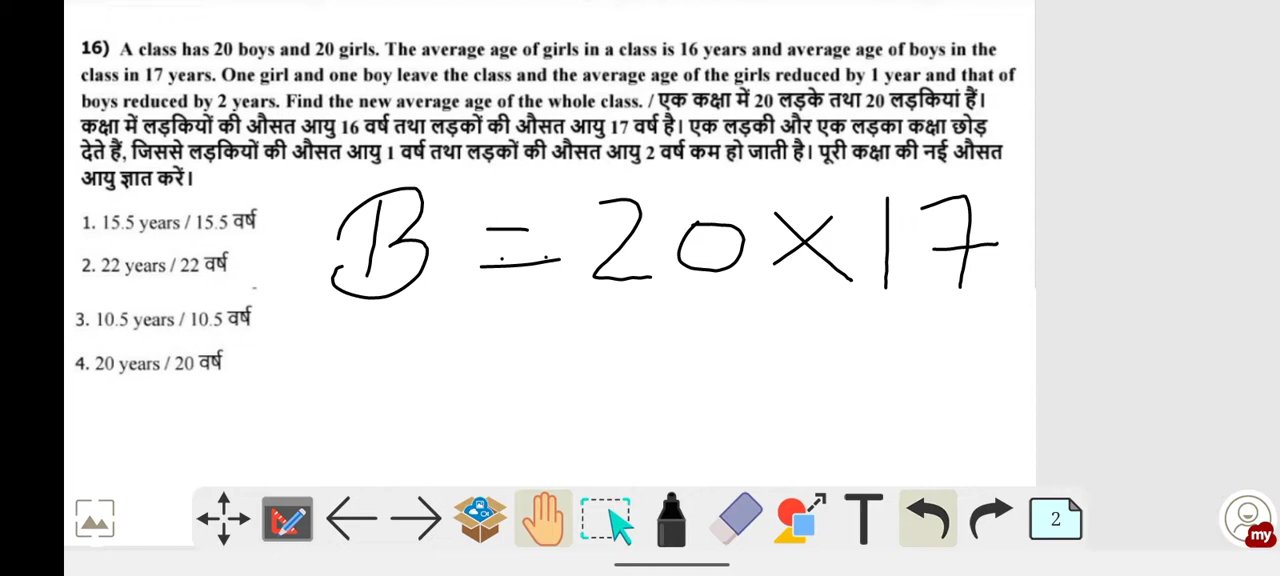 16) A class has 20 boys and 20 girls. The average age of girls in a class is 16 years and average age of boys in the
class in 17 years. One girl and one boy leave the class and the average age of the girls reduced by 1 year and that of
boys reduced by 2 years. Find the new average age of the whole class. / एक कक्षा में 20 लड़के तथा 20 लड़कियां हैं।
कक्षा में लड़कियों की औसत आयु 16 वर्ष तथा लड़कों की औसत आयु 17 वर्ष है। एक लड़की और एक लड़का कक्षा छोड़
देते हैं, जिससे लड़कियों की औसत आयु 1 वर्ष तथा लड़कों की औसत आयु 2 वर्ष कम हो जाती है। पूरी कक्षा की नई औसत
आयु ज्ञात करें।
B = 20 × 17
1. 15.5 years / 15.5 वर्ष
2. 22 years / 22 वर्ष
3. 10.5 years / 10.5 वर्ष
4. 20 years / 20 वर्ष
T
2
my